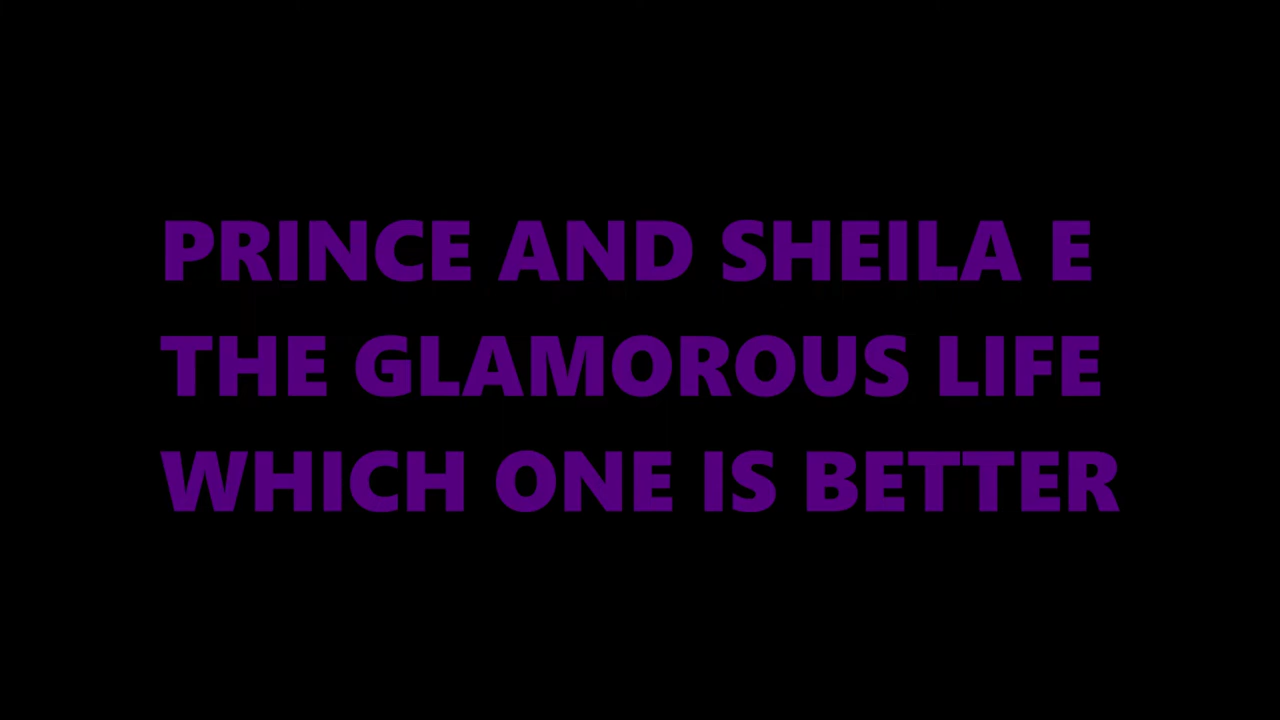 PRINCE AND SHEILA E
THE GLAMOROUS LIFE
WHICH ONE IS BETTER